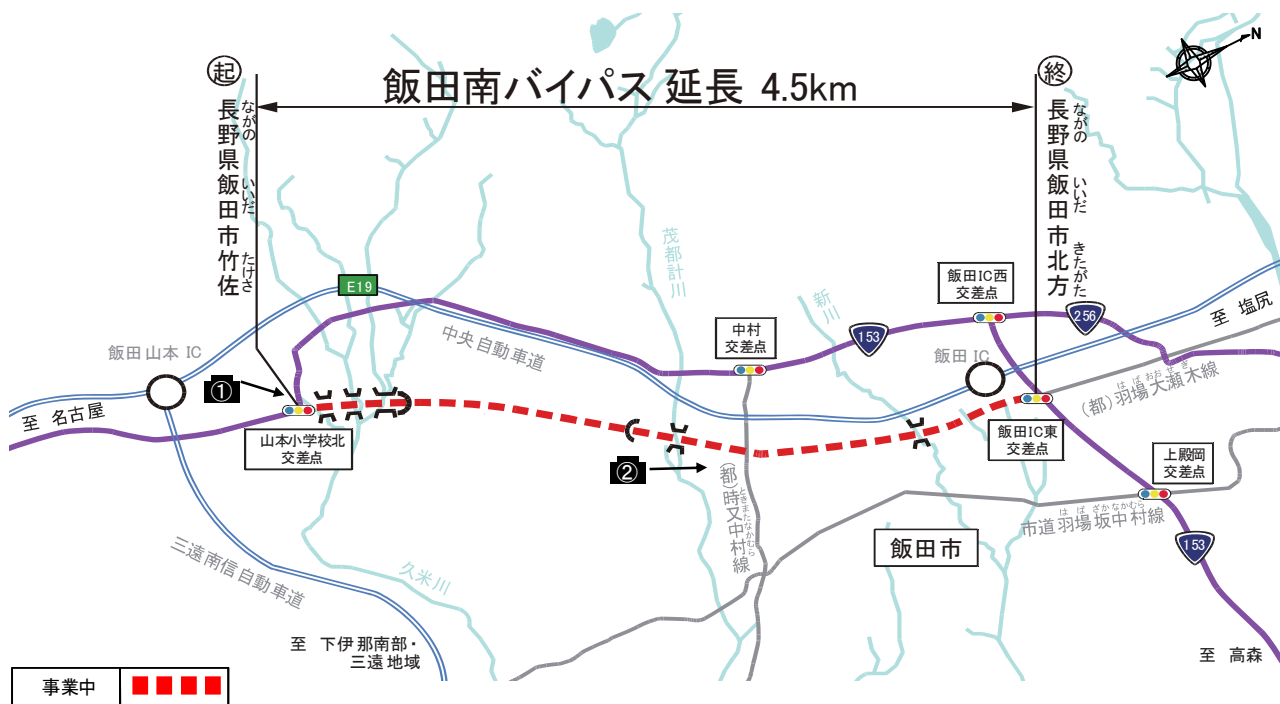 N
起
飯田南バイパス 延長 4.5km
終
長野県飯田市竹佐
ながの
いいだ
たけさ
長野県飯田市北方
ながの
いいだ
きたがた
茂都計川
飯田IC西
交差点
E19
新川
256
至 塩尻
中村
交差点
153
中央自動車道
飯田山本 IC
飯田 IC
(都)羽場大瀬木線
はばおおせぎ
①
至 名古屋
山本小学校北
交差点
飯田IC東
交差点
上殿岡
交差点
②
(都)時又中村線
ときまたなかむら
市道羽場坂中村線
はばざかなかむら
飯田市
153
三遠南信自動車道
久米川
至 下伊那南部・
三遠地域
至 高森
事業中